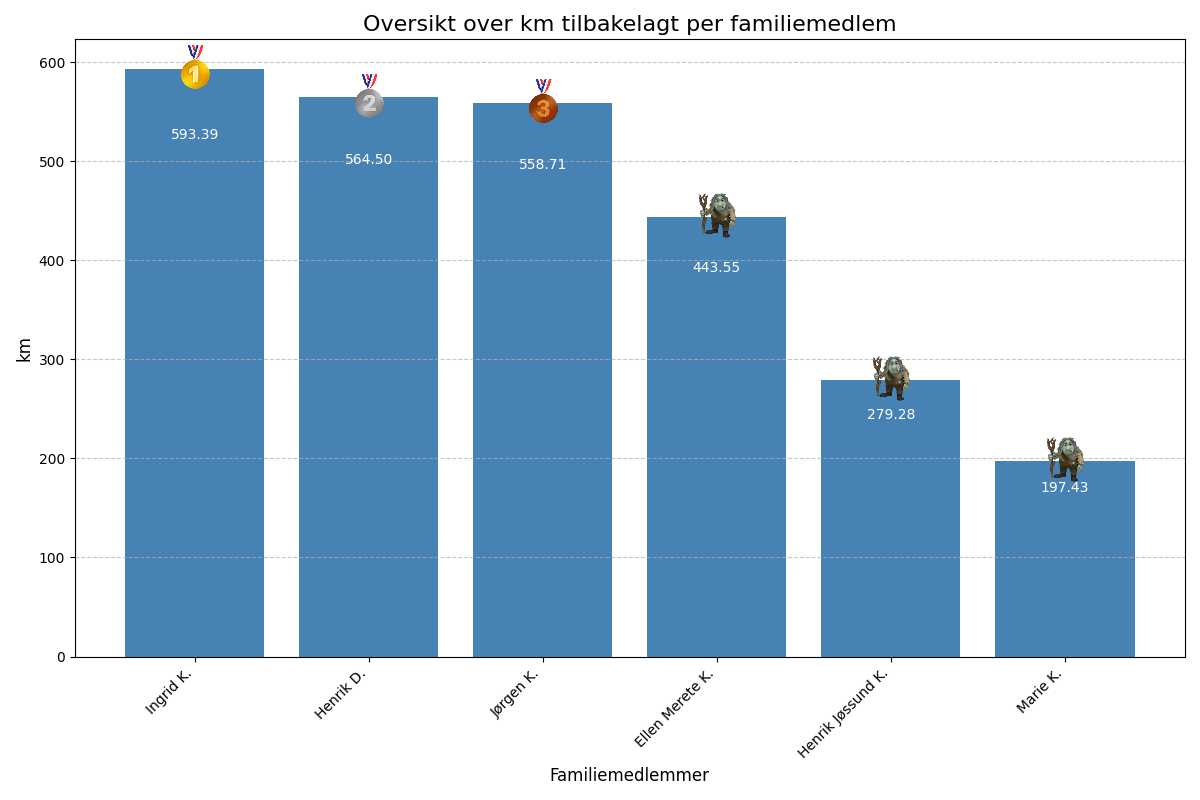 Oversikt over km tilbakelagt per familiemedlem
km
600
500
400
300
200
100
0
1
2
3
593.39
564.50
558.71
443.55
279.28
197.43
Ingrid K.
Henrik D.
Jørgen K.
Ellen Merete K.
Henrik Jøssund K.
Marie K.
Familiemedlemmer